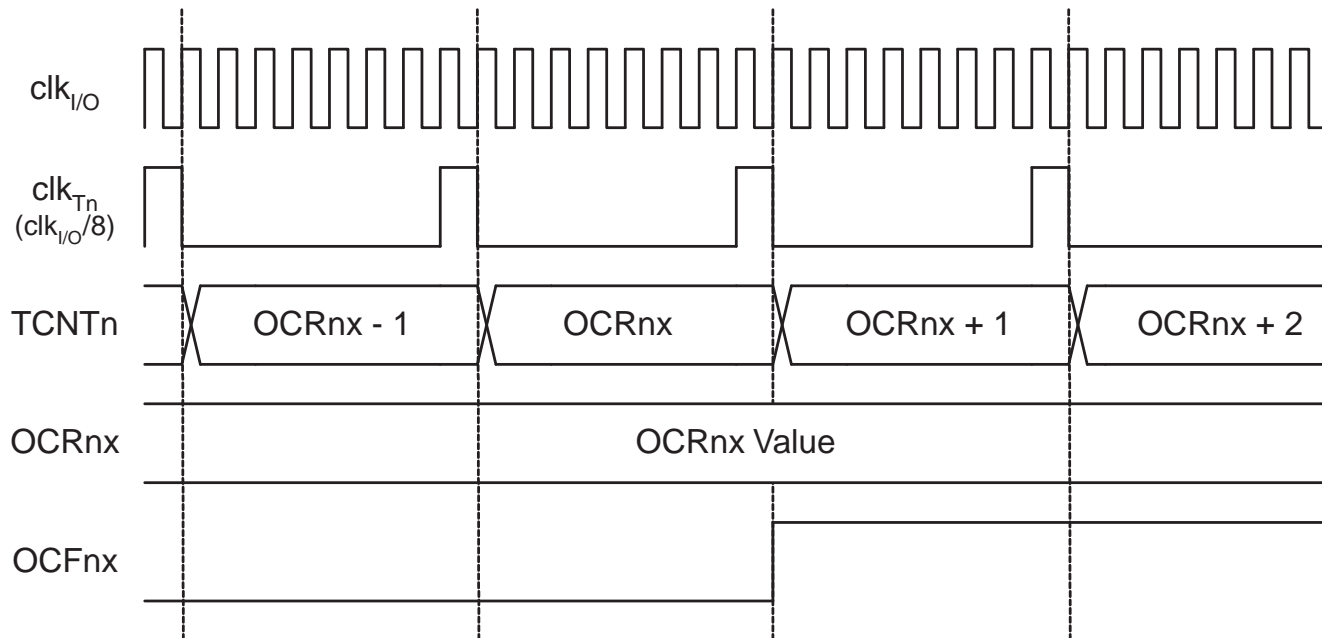 clkI/O
clkTn
(clkI/O/8)
TCNTn
OCRnx - 1
OCRnx
OCRnx + 1
OCRnx + 2
OCRnx
OCRnx Value
OCFnx